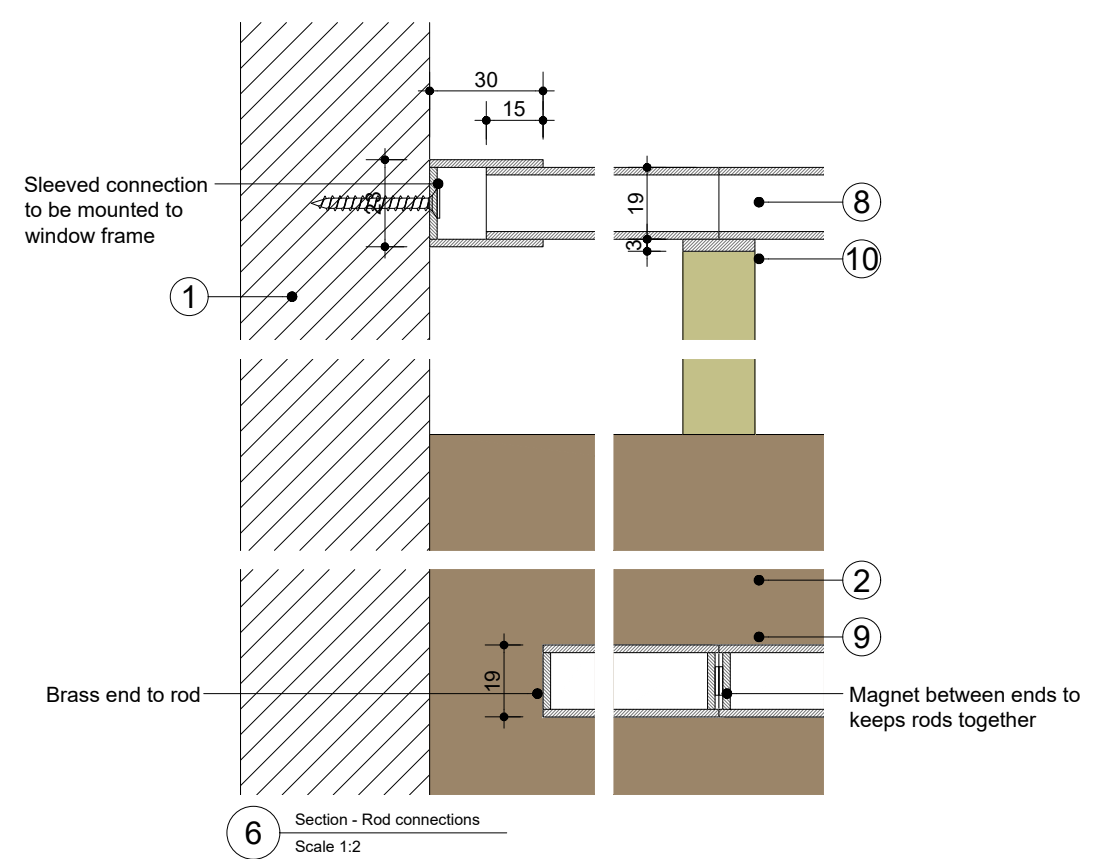 30
15
Sleeved connection
to be mounted to
window frame
23
19
8
3
10
1
2
9
19
Brass end to rod
Magnet between ends to
keeps rods together
6
Section - Rod connections
Scale 1:2